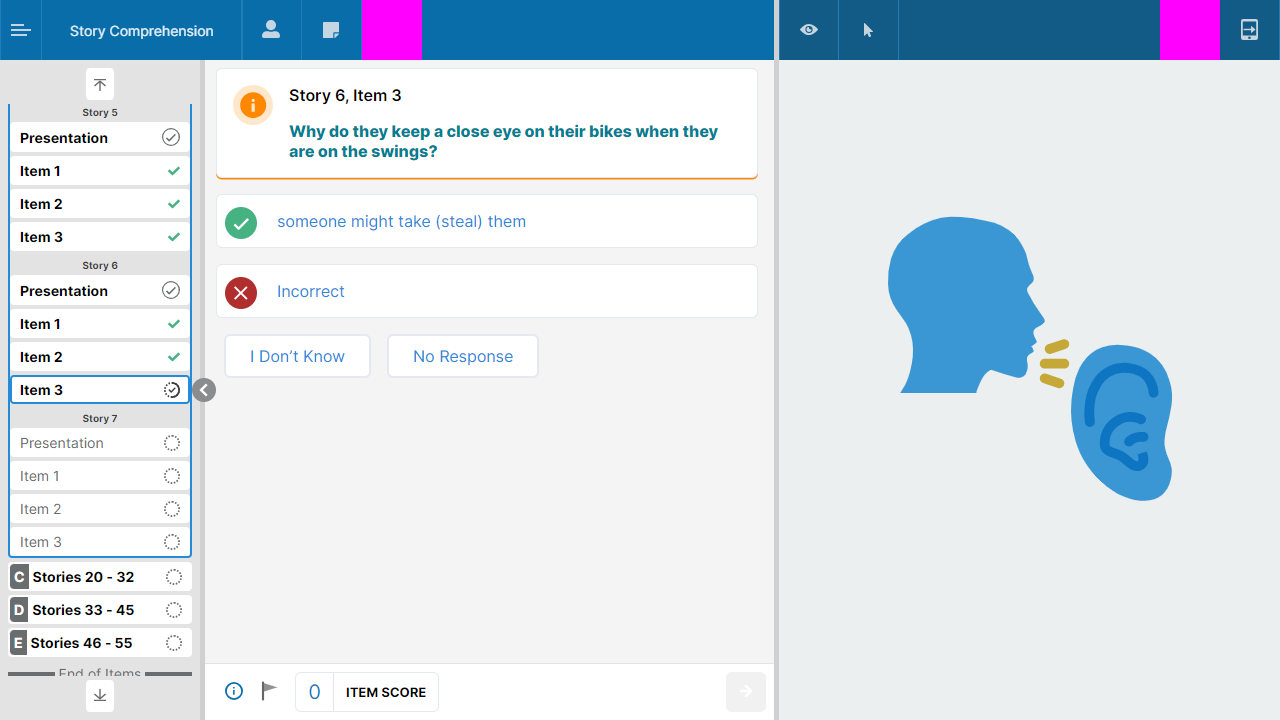 Story Comprehension
Story 5
Presentation
Item 1
Item 2
Item 3
Story 6
Presentation
Item 1
Item 2
Item 3
Story 7
Presentation
Item 1
Item 2
Item 3
C Stories 20 - 32
D Stories 33 - 45
E Stories 46 - 55
End of Items
Story 6, Item 3
Why do they keep a close eye on their bikes when they
are on the swings?
someone might take (steal) them
Incorrect
I Don’t Know
No Response
0 ITEM SCORE